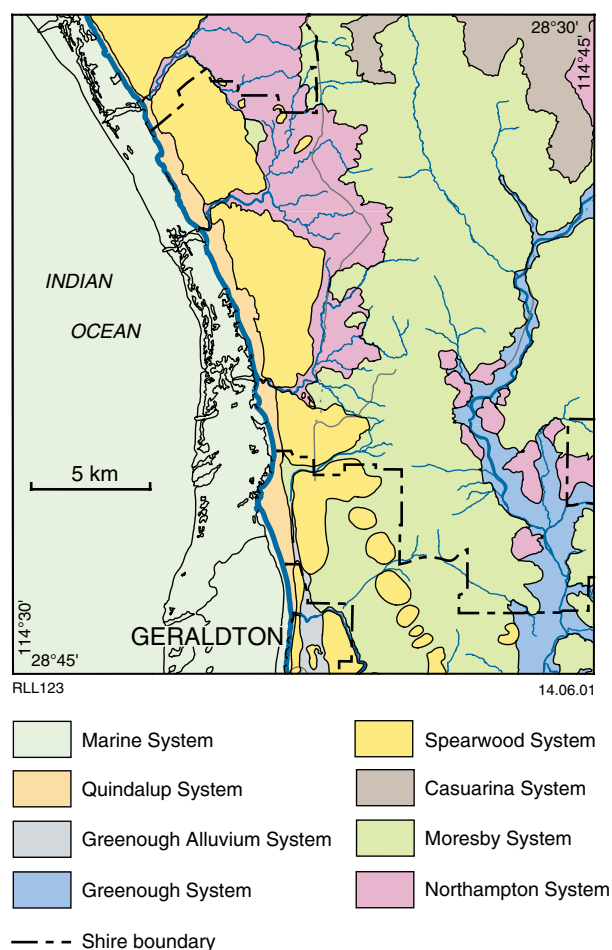 28°30'
114°45'
INDIAN
OCEAN
5 km
114°30'
GERALDTON
28°45'
RLL123
14.06.01
Marine System
Spearwood System
Quindalup System
Casuarina System
Greenough Alluvium System
Moresby System
Greenough System
Northampton System
Shire boundary